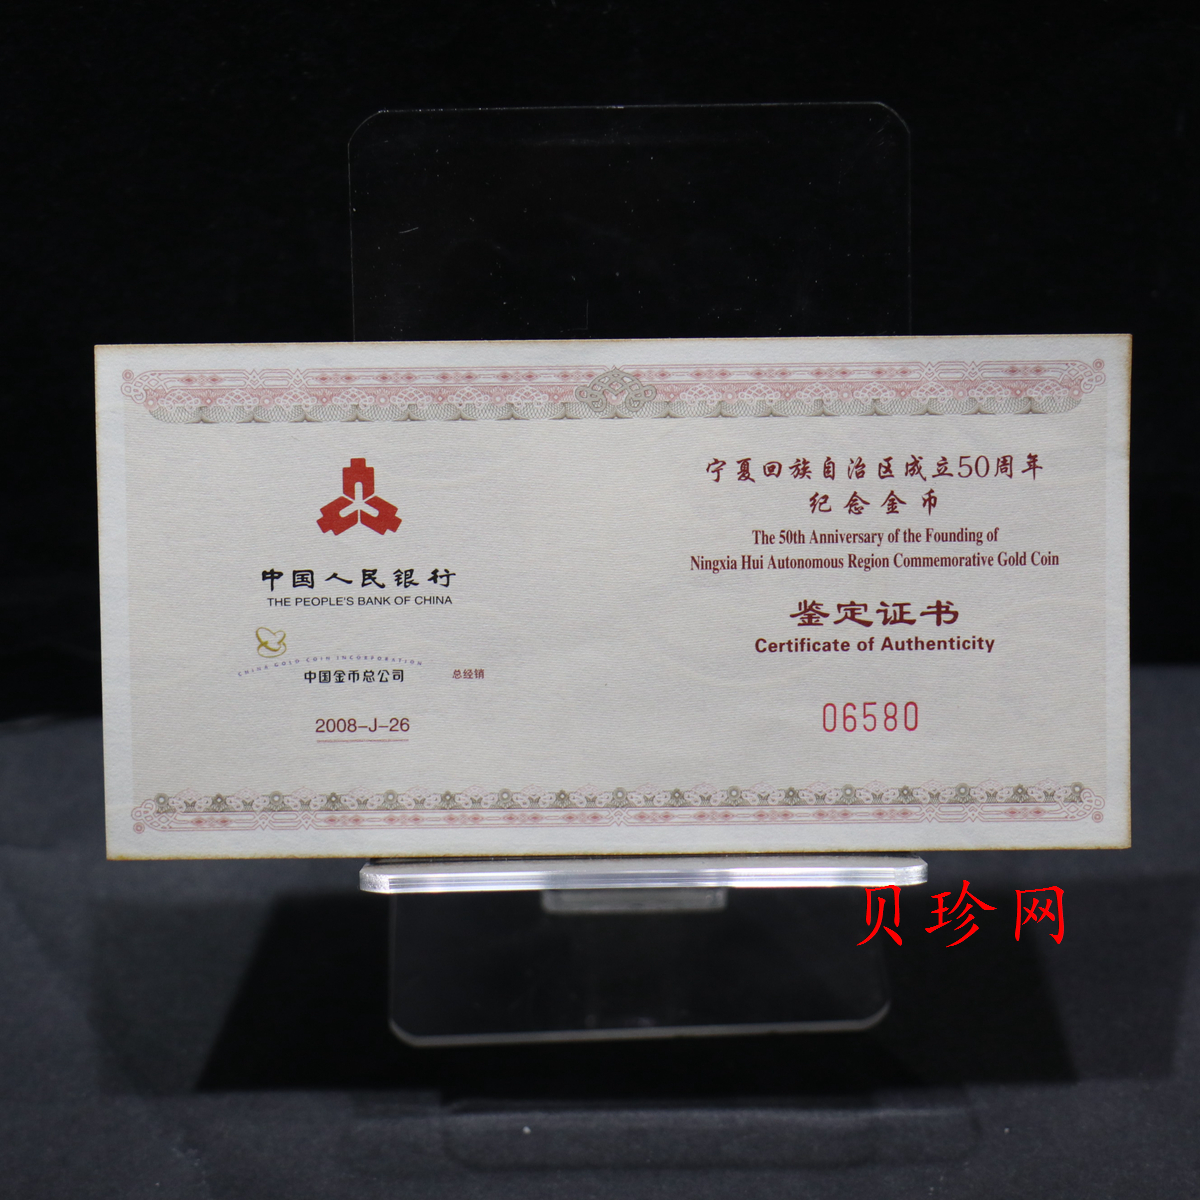 中国人民银行
THE PEOPLE'S BANK OF CHINA
CHINA GOLD COIN INCORPORATION
中国金币总公司 总经销
2008-J-26
宁夏回族自治区成立50周年
纪念金币
The 50th Anniversary of the Founding of
Ningxia Hui Autonomous Region Commemorative Gold Coin
鉴定证书
Certificate of Authenticity
06580
贝珍网